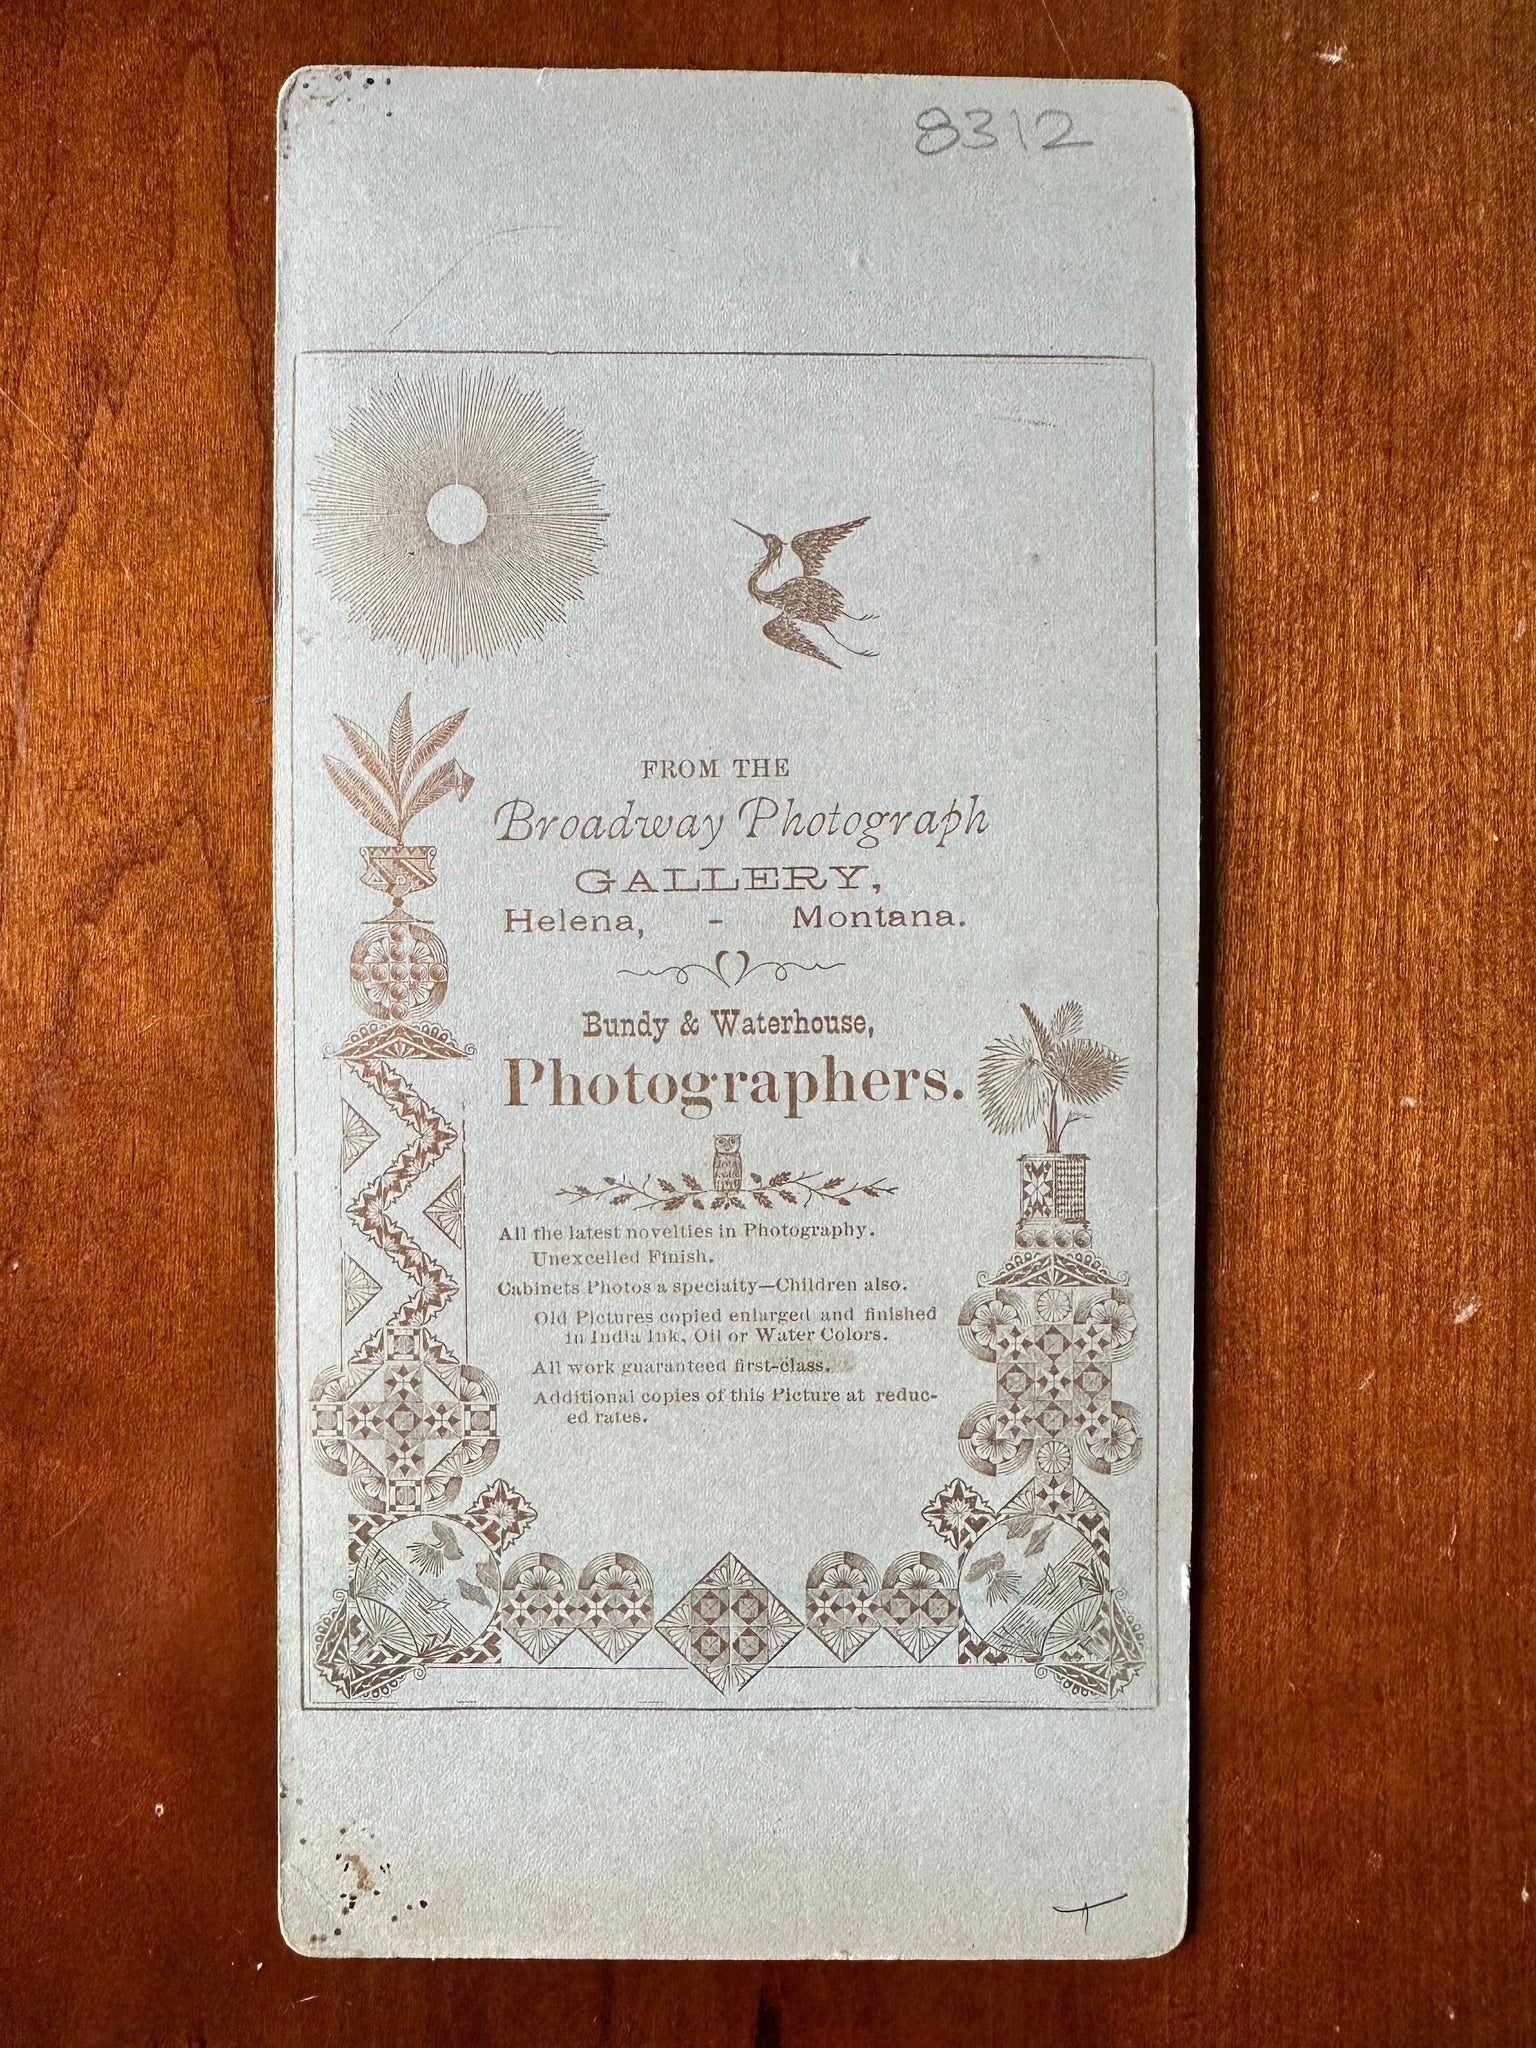 8312
FROM THE
Broadway Photograph
GALLERY,
Helena, - Montana.
Bundy & Waterhouse,
Photographers.
All the latest novelties in Photography.
Unexcelled Finish.
Cabinets Photos a specialty—Children also.
Old Pictures copied enlarged and finished
in India Ink, Oil or Water Colors.
All work guaranteed first-class.
Additional copies of this Picture at reduc-
ed rates.